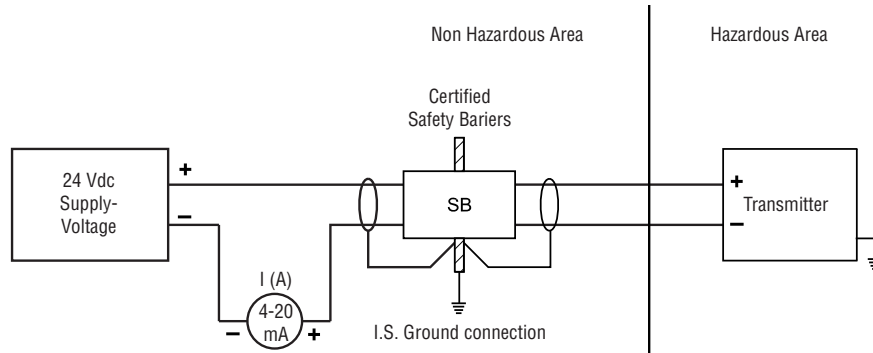 Non Hazardous Area
Hazardous Area
Certified
Safety Bariers
+
24 Vdc
Supply-
Voltage
−
SB
+
Transmitter
−
I (A)
4-20
mA
−
+
I.S. Ground connection